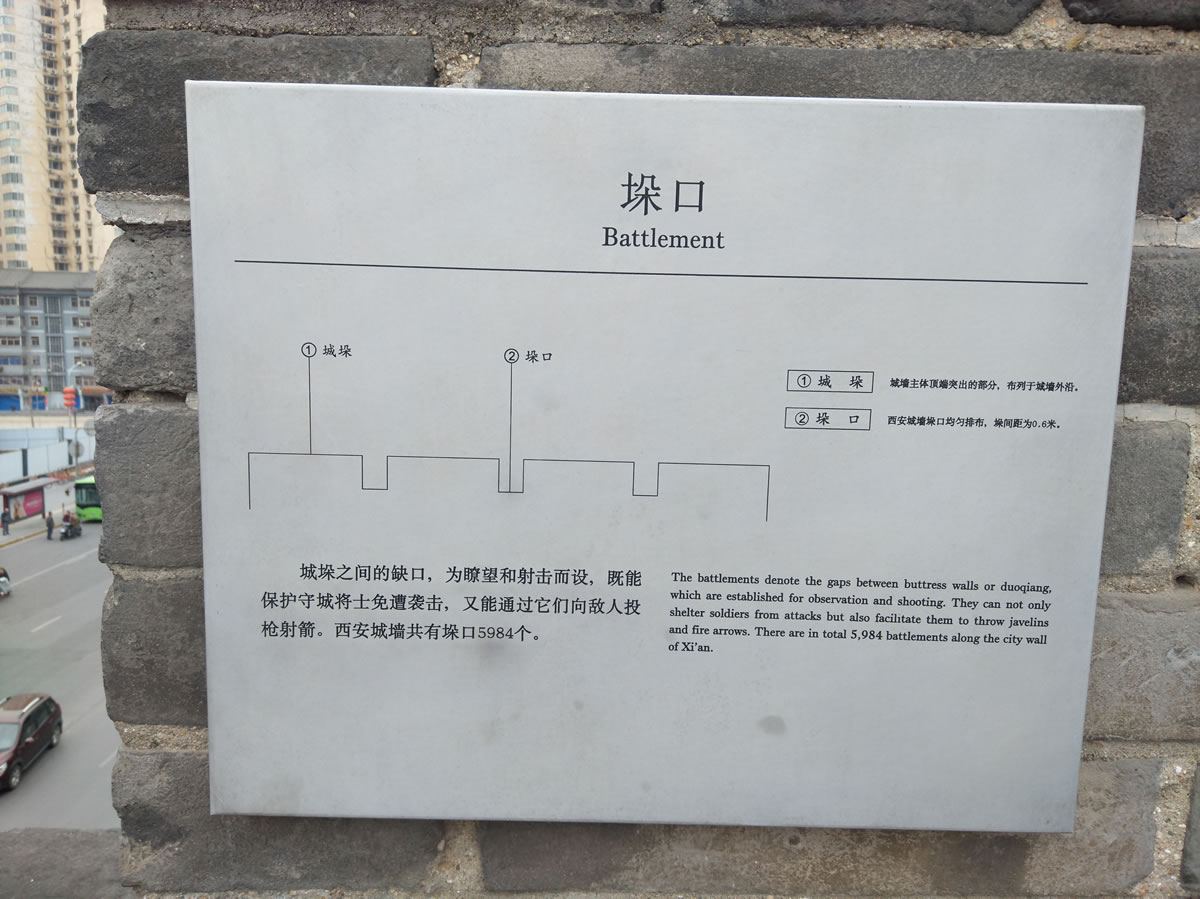 垛口
Battlement
① 城垛
② 垛口
① 城 垛 城墙主体顶端突出的部分，布列于城墙外沿。
② 垛 口 西安城墙垛口均匀排布，垛间距为0.6米。
城垛之间的缺口，为瞭望和射击而设，既能
保护守城将士免遭袭击，又能通过它们向敌人投
枪射箭。西安城墙共有垛口5984个。
The battlements denote the gaps between buttress walls or duoqiang,
which are established for observation and shooting. They can not only
shelter soldiers from attacks but also facilitate them to throw javelins
and fire arrows. There are in total 5,984 battlements along the city wall
of Xi'an.